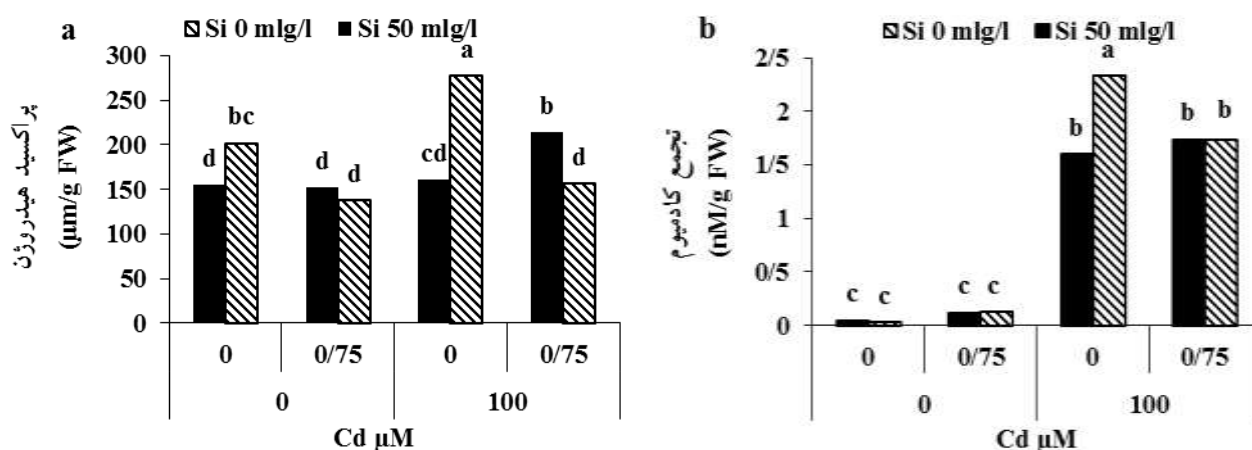 a
Si 0 mlg/l Si 50 mlg/l
پراکسید هیدروژن
(µm/g FW)
300
250
200
150
100
50
0
d bc d d cd a b d
0 0/75 0 0/75
0 100
Cd µM
b
Si 0 mlg/l Si 50 mlg/l
تجمع کادمیوم
(nM/g FW)
2/5
2
1/5
1
0/5
0
c c c c b a b b
0 0/75 0 0/75
0 100
Cd µM